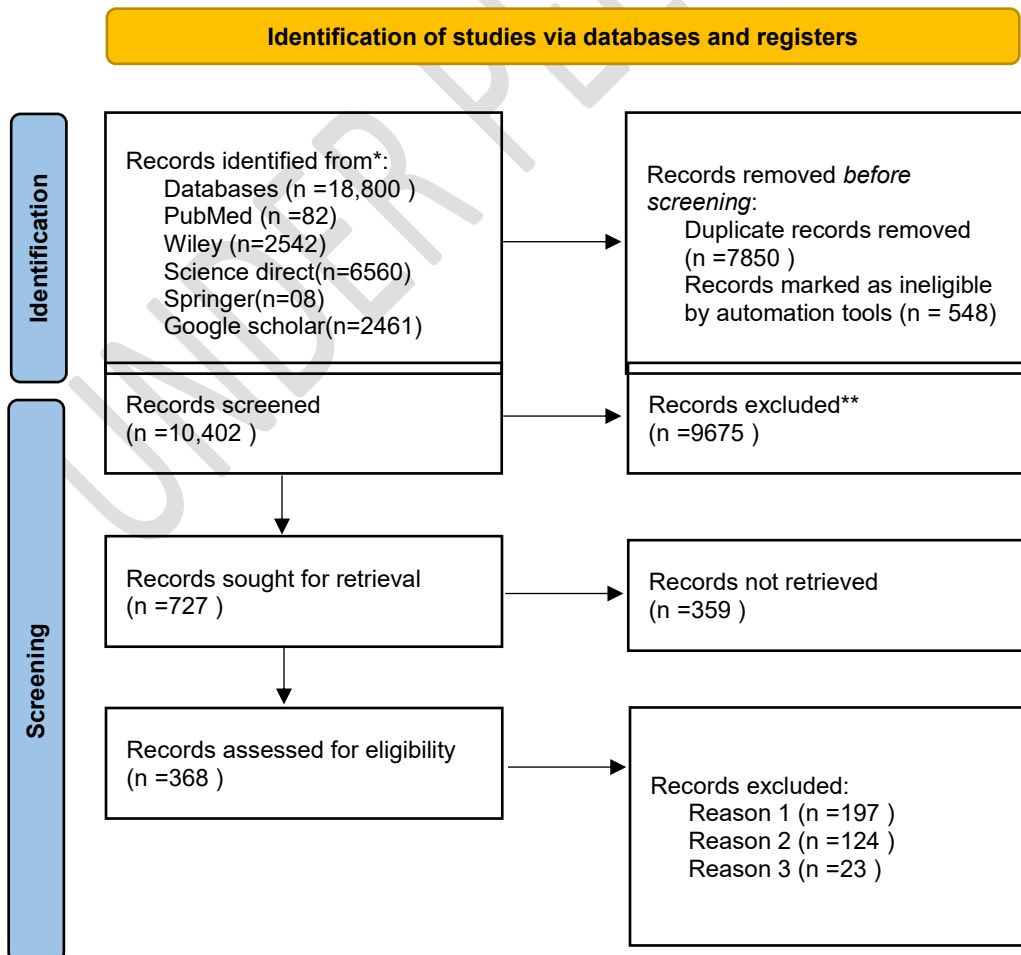 Identification of studies via databases and registers
Identification
Records identified from*:
Databases (n =18,800 )
PubMed (n =82)
Wiley (n=2542)
Science direct(n=6560)
Springer(n=08)
Google scholar(n=2461)
Records removed before
screening:
Duplicate records removed
(n =7850 )
Records marked as ineligible
by automation tools (n = 548)
Screening
Records screened
(n =10,402 )
Records excluded**
(n =9675 )
Records sought for retrieval
(n =727 )
Records not retrieved
(n =359 )
Records assessed for eligibility
(n =368 )
Records excluded:
Reason 1 (n =197 )
Reason 2 (n =124 )
Reason 3 (n =23 )
UNDER